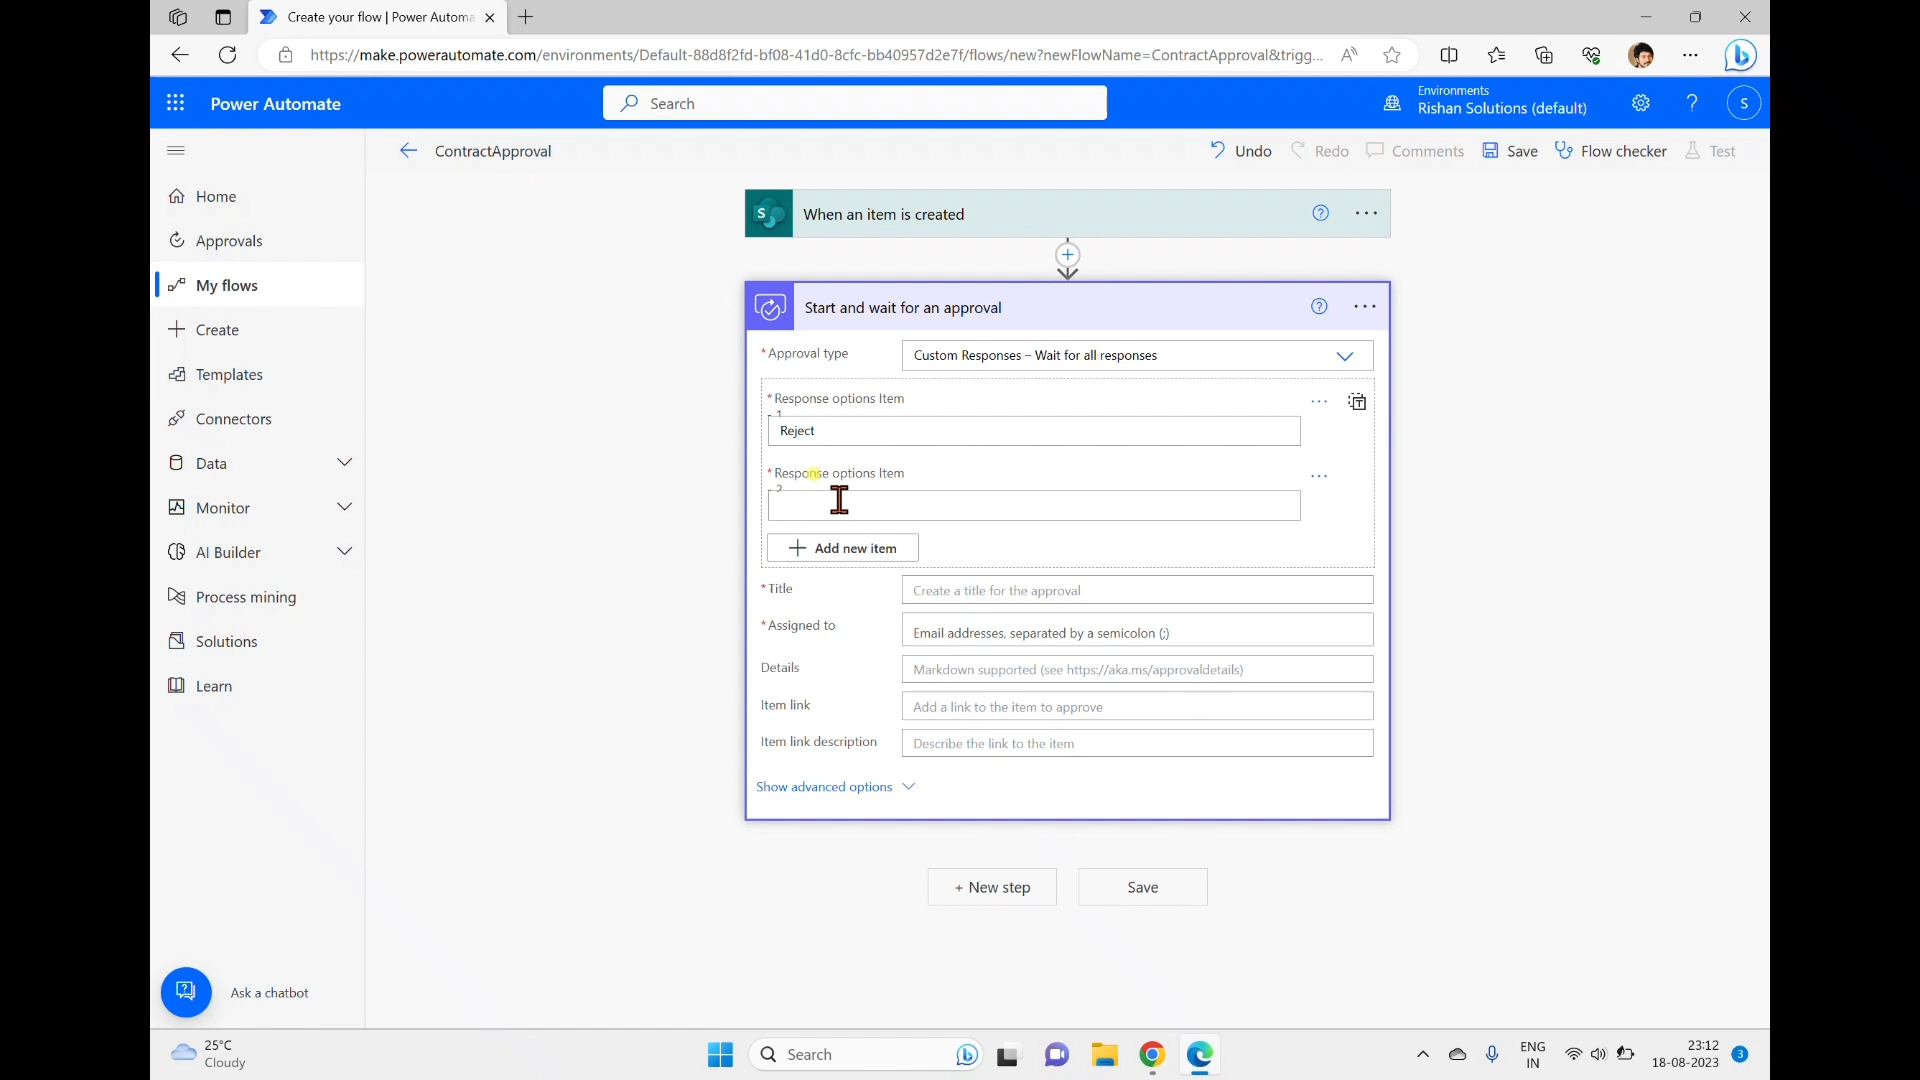 Create your flow | Power Automa
https://make.powerautomate.com/environments/Default-88d8f2fd-bf08-41d0-8cfc-bb40957d2e7f/flows/new?newFlowName=ContractApproval&trigg...
Power Automate
Search
Environments
Rishan Solutions (default)
S
ContractApproval
Undo
Redo
Comments
Save
Flow checker
Test
Home
Approvals
My flows
Create
Templates
Connectors
Data
Monitor
AI Builder
Process mining
Solutions
Learn
Ask a chatbot
When an item is created
Start and wait for an approval
* Approval type
Custom Responses – Wait for all responses
* Response options Item
- 1
Reject
* Response options Item
- 2
Add new item
* Title
Create a title for the approval
* Assigned to
Email addresses, separated by a semicolon (;)
Details
Markdown supported (see https://aka.ms/approvaldetails)
Item link
Add a link to the item to approve
Item link description
Describe the link to the item
Show advanced options
+ New step
Save
25°C
Cloudy
Search
ENG
IN
23:12
18-08-2023
3